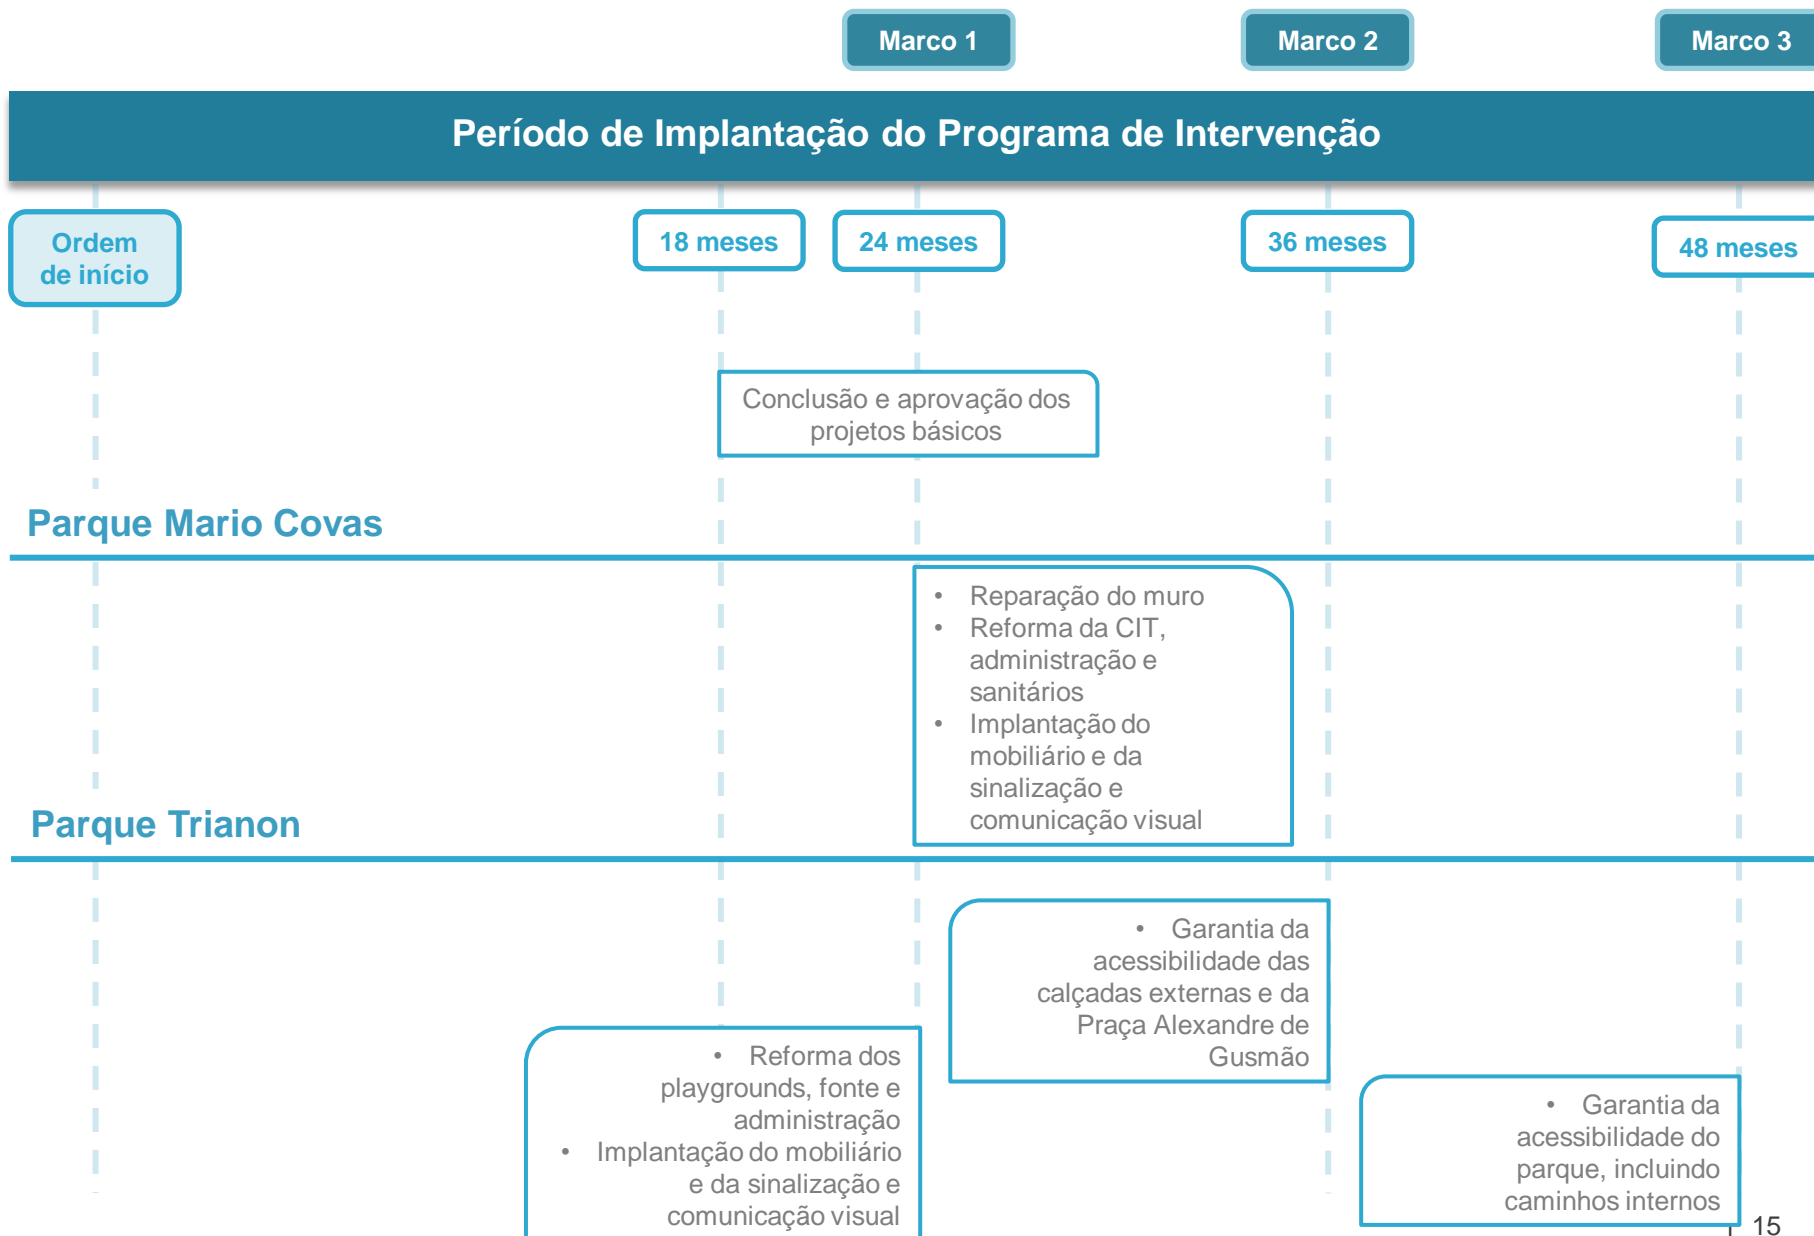 Marco 1
Marco 2
Marco 3
Período de Implantação do Programa de Intervenção
Ordem
de início
18 meses
24 meses
36 meses
48 meses
Conclusão e aprovação dos
projetos básicos
Parque Mario Covas
• Reparação do muro
• Reforma da CIT,
administração e
sanitários
• Implantação do
mobiliário e da
sinalização e
comunicação visual
Parque Trianon
• Garantia da
acessibilidade das
calçadas externas e da
Praça Alexandre de
Gusmão
• Reforma dos
playgrounds, fonte e
administração
• Implantação do mobiliário
e da sinalização e
comunicação visual
• Garantia da
acessibilidade do
parque, incluindo
caminhos internos
15